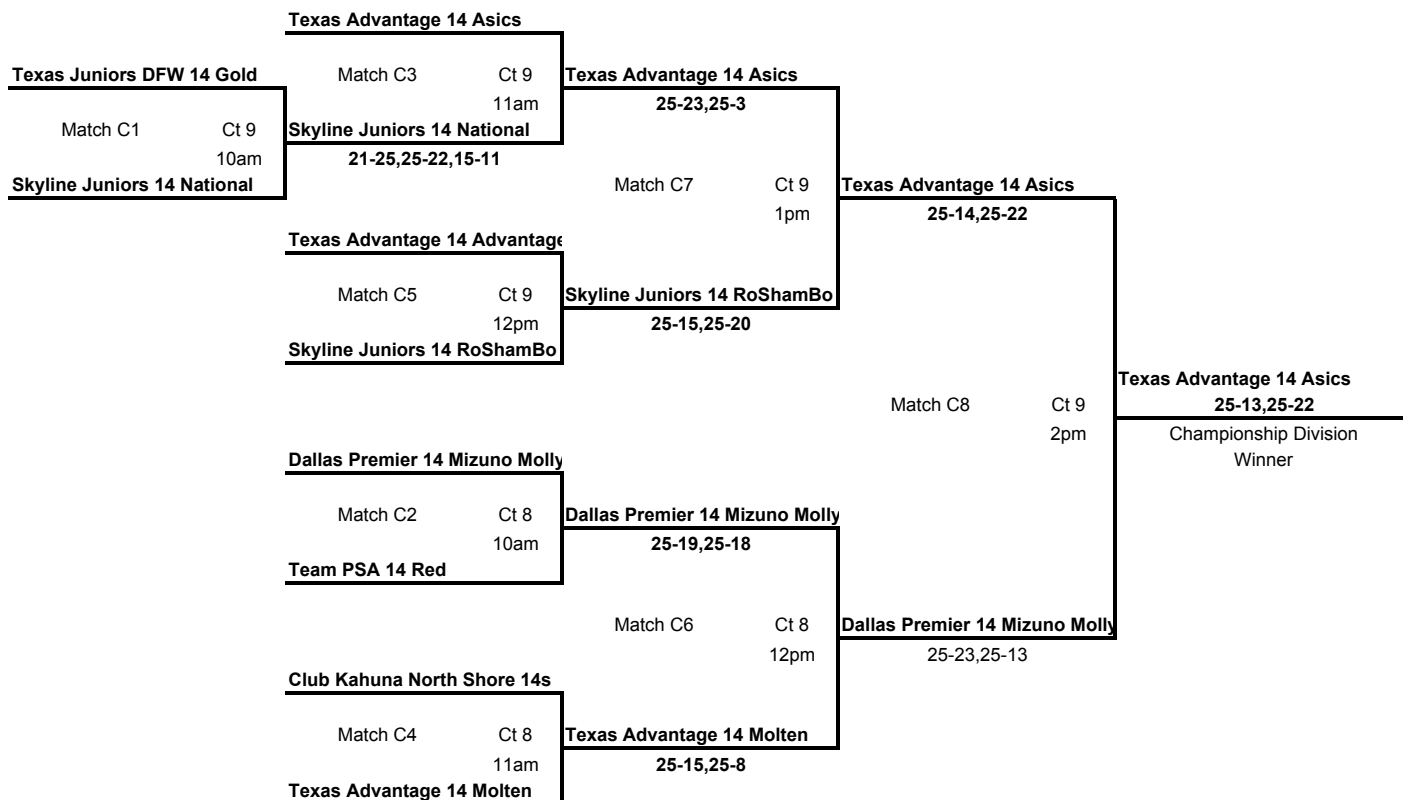 Texas Advantage 14 Asics
Texas Juniors DFW 14 Gold
Match C3 Ct 9
Texas Advantage 14 Asics
11am
25-23,25-3
Match C1 Ct 9
Skyline Juniors 14 National
10am
21-25,25-22,15-11
Skyline Juniors 14 National
Match C7 Ct 9
Texas Advantage 14 Asics
1pm
25-14,25-22
Texas Advantage 14 Advantage
Match C5 Ct 9
Skyline Juniors 14 RoShamBo
12pm
25-15,25-20
Skyline Juniors 14 RoShamBo
Texas Advantage 14 Asics
Match C8 Ct 9
25-13,25-22
2pm
Championship Division
Winner
Dallas Premier 14 Mizuno Molly
Match C2 Ct 8
Dallas Premier 14 Mizuno Molly
10am
25-19,25-18
Team PSA 14 Red
Match C6 Ct 8
Dallas Premier 14 Mizuno Molly
12pm
25-23,25-13
Club Kahuna North Shore 14s
Match C4 Ct 8
Texas Advantage 14 Molten
11am
25-15,25-8
Texas Advantage 14 Molten